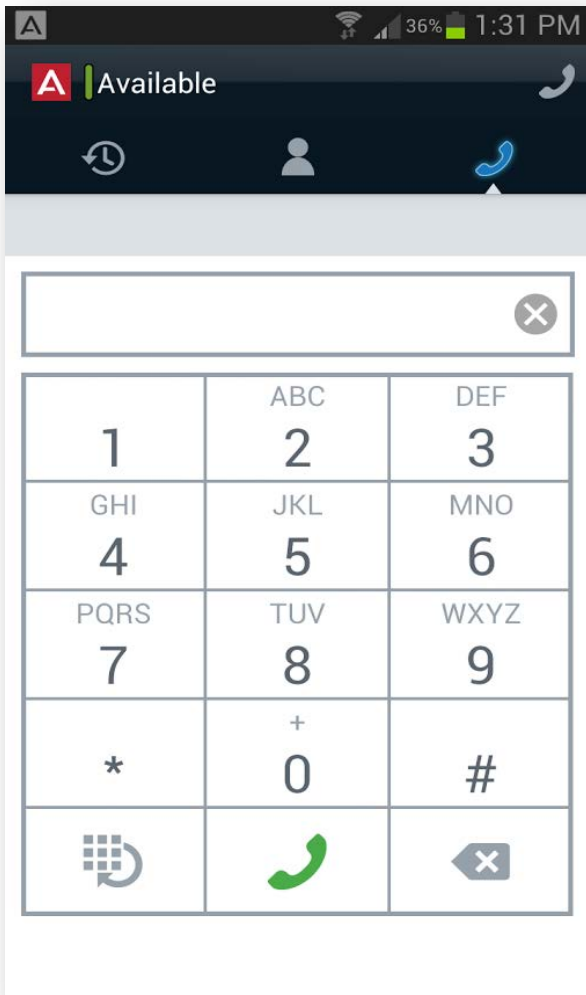 A 36% 1:31 PM
A Available
ABC DEF
1 2 3
GHI JKL MNO
4 5 6
PQRS TUV WXYZ
7 8 9
+
* 0 #